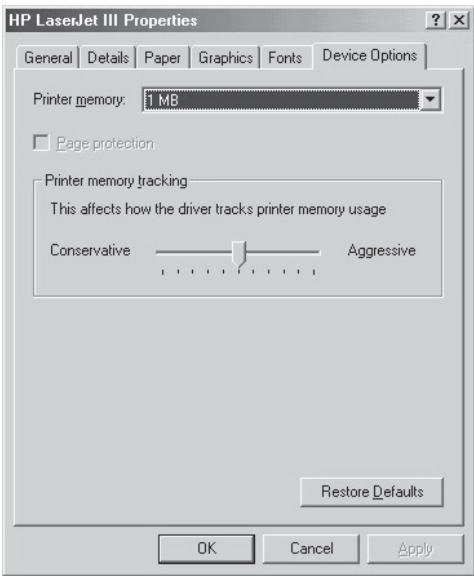 HP LaserJet III Properties
? X
General Details Paper Graphics Fonts Device Options
Printer memory: 1 MB
Page protection
Printer memory tracking
This affects how the driver tracks printer memory usage
Conservative Aggressive
Restore Defaults
OK Cancel Apply